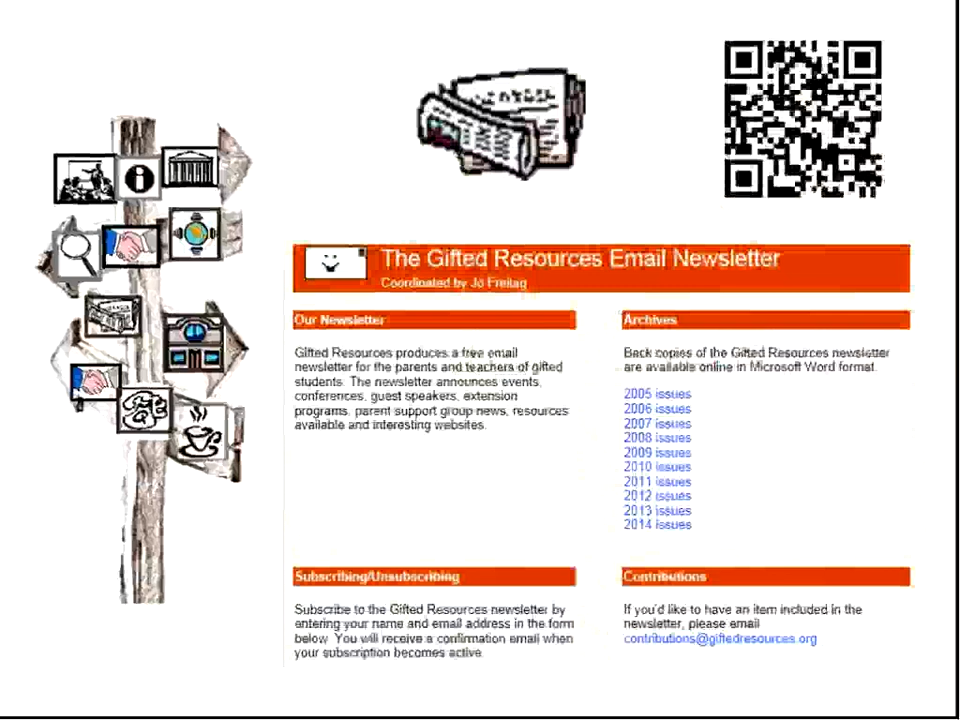 The Gifted Resources Email Newsletter
Coordinated by Jo Freitag
Our Newsletter
Gifted Resources produces a free email
newsletter for the parents and teachers of gifted
students. The newsletter announces events,
conferences, guest speakers, extension
programs, parent support group news, resources
available and interesting websites.
Archives
Back copies of the Gifted Resources newsletter
are available online in Microsoft Word format.
2005 issues
2006 issues
2007 issues
2008 issues
2009 issues
2010 issues
2011 issues
2012 issues
2013 issues
2014 issues
Subscribing/Unsubscribing
Subscribe to the Gifted Resources newsletter by
entering your name and email address in the form
below. You will receive a confirmation email when
your subscription becomes active.
Contributions
If you'd like to have an item included in the
newsletter, please email
contributions@giftedresources.org